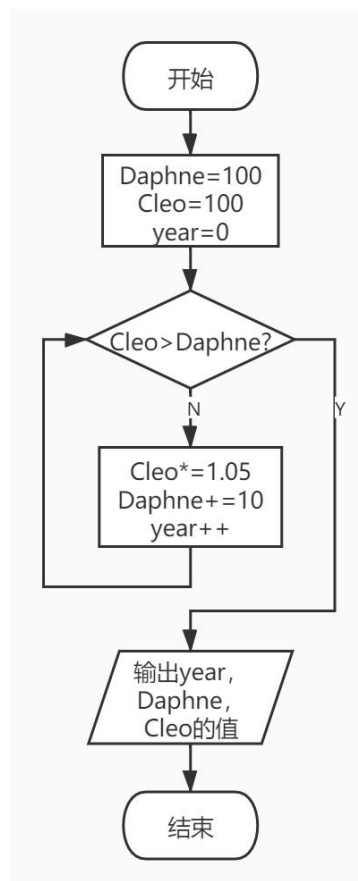 开始
Daphne=100
Cleo=100
year=0
Cleo>Daphne?
N
Y
Cleo*=1.05
Daphne+=10
year++
输出year，
Daphne，
Cleo的值
结束